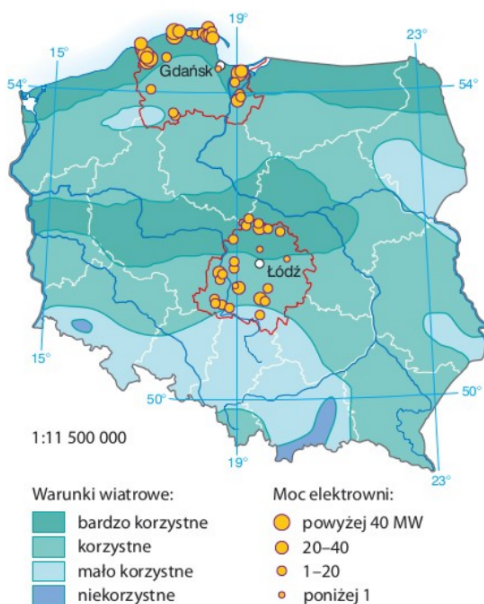 19°
23°
15°
Gdańsk
54°
54°
Łódź
15°
50°
50°
1:11 500 000
19°
23°
Warunki wiatrowe:
bardzo korzystne
korzystne
mało korzystne
niekorzystne
Moc elektrowni:
powyżej 40 MW
20–40
1–20
poniżej 1